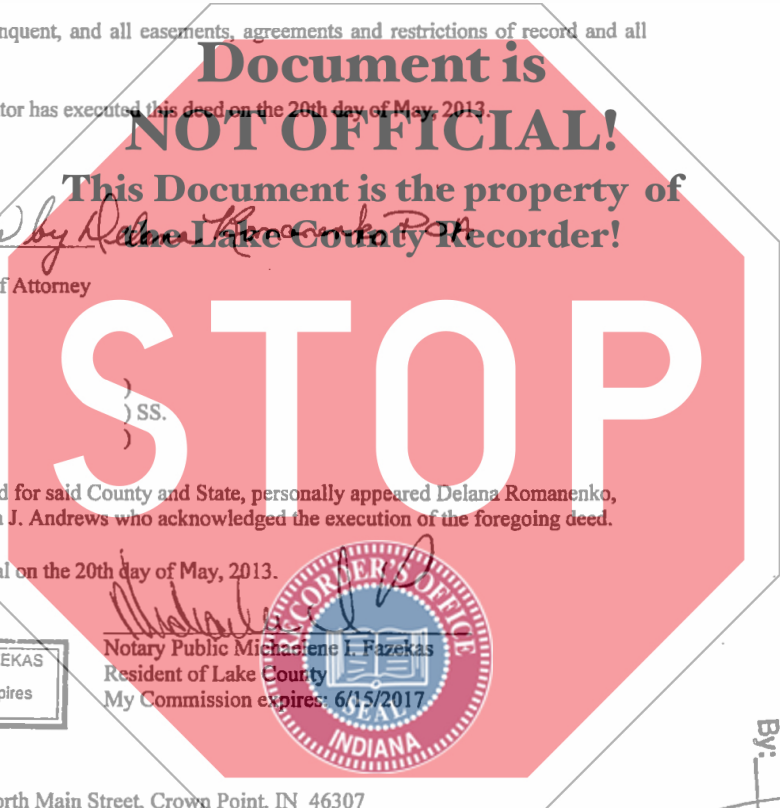 nquent, and all easements, agreements and restrictions of record and all
Document is
tor has executed this deed on the 20th day of May, 2013.
NOT OFFICIAL!
This Document is the property of
the Lake County Recorder!
by Delana Romanenko POA
f Attorney
STOP
)
) SS.
)
d for said County and State, personally appeared Delana Romanenko,
J. Andrews who acknowledged the execution of the foregoing deed.
al on the 20th day of May, 2013.
RECORDER'S OFFICE
SEAL
INDIANA
Notary Public Michaelene I. Fazekas
Resident of Lake County
My Commission expires: 6/15/2017
EKAS
pires
By:
orth Main Street, Crown Point, IN 46307